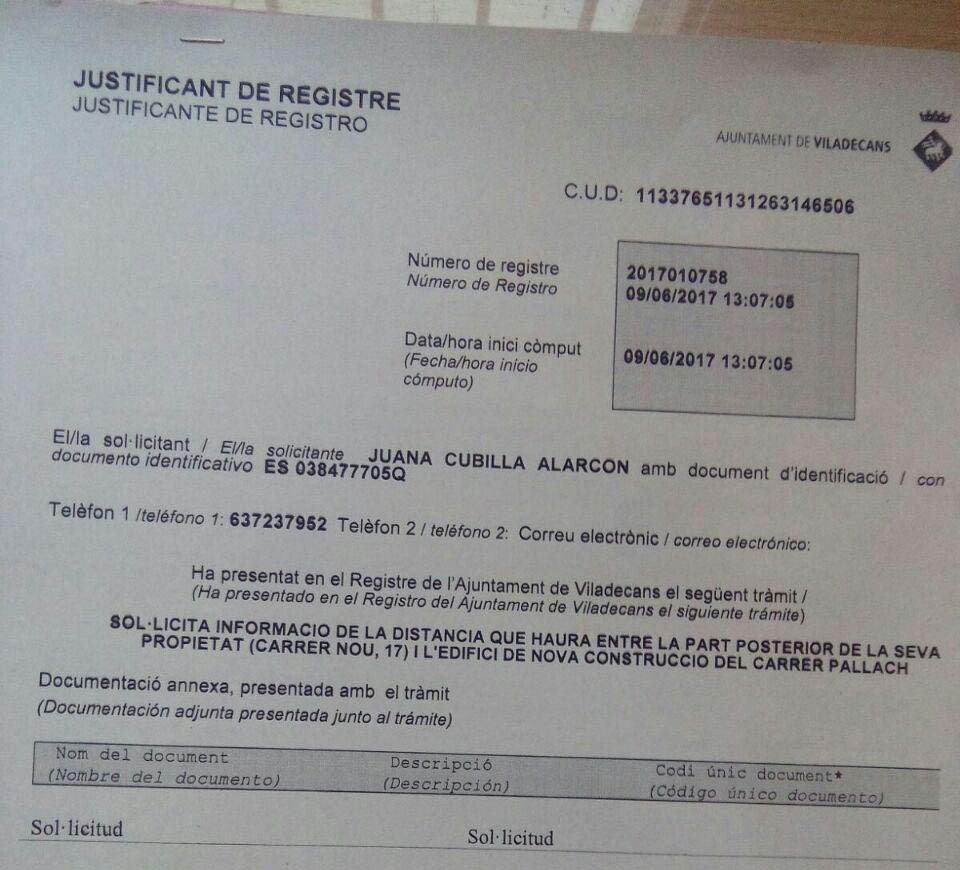 JUSTIFICANT DE REGISTRE
JUSTIFICANTE DE REGISTRO
AJUNTAMENT DE VILADECANS
C.U.D: 11337651131263146506
Número de registre
Número de Registro
2017010758
09/06/2017 13:07:05
Data/hora inici còmput
(Fecha/hora inicio
cómputo)
09/06/2017 13:07:05
El/la sol·licitant / El/la solicitante JUANA CUBILLA ALARCON amb document d'identificació / con
documento identificativo ES 038477705Q
Telèfon 1 /teléfono 1: 637237952 Telèfon 2 / teléfono 2: Correu electrònic / correo electrónico:
Ha presentat en el Registre de l'Ajuntament de Viladecans el següent tràmit /
(Ha presentado en el Registro del Ajuntament de Viladecans el siguiente trámite)
SOL·LICITA INFORMACIO DE LA DISTANCIA QUE HAURA ENTRE LA PART POSTERIOR DE LA SEVA
PROPIETAT (CARRER NOU, 17) I L'EDIFICI DE NOVA CONSTRUCCIO DEL CARRER PALLACH
Documentació annexa, presentada amb el tràmit
(Documentación adjunta presentada junto al trámite)
Nom del document Descripció Codi únic document*
(Nombre del documento) (Descripción) (Código único documento)
Sol·licitud Sol·licitud